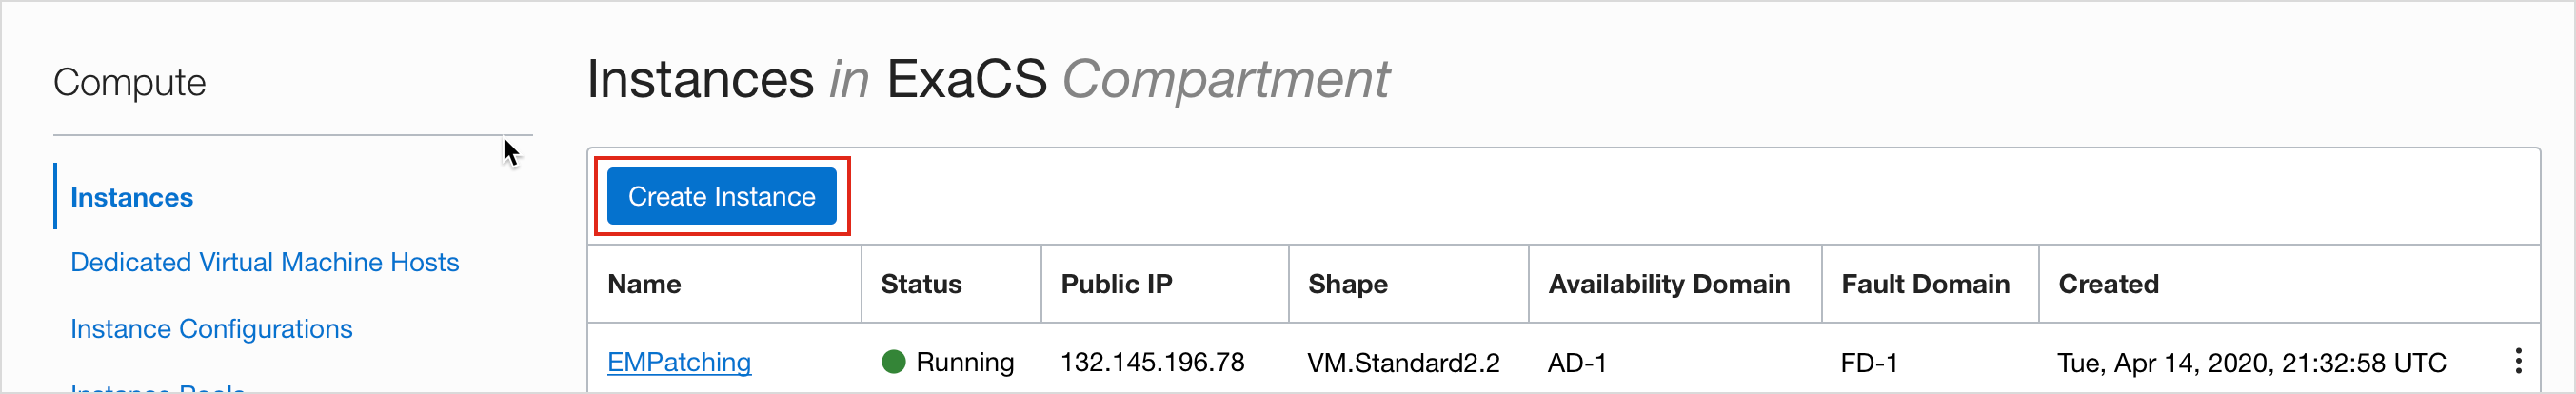 Compute
Instances
Dedicated Virtual Machine Hosts
Instance Configurations
Instances in ExaCS Compartment
Create Instance
Name Status Public IP Shape Availability Domain Fault Domain Created
EMPatching Running 132.145.196.78 VM.Standard2.2 AD-1 FD-1 Tue, Apr 14, 2020, 21:32:58 UTC